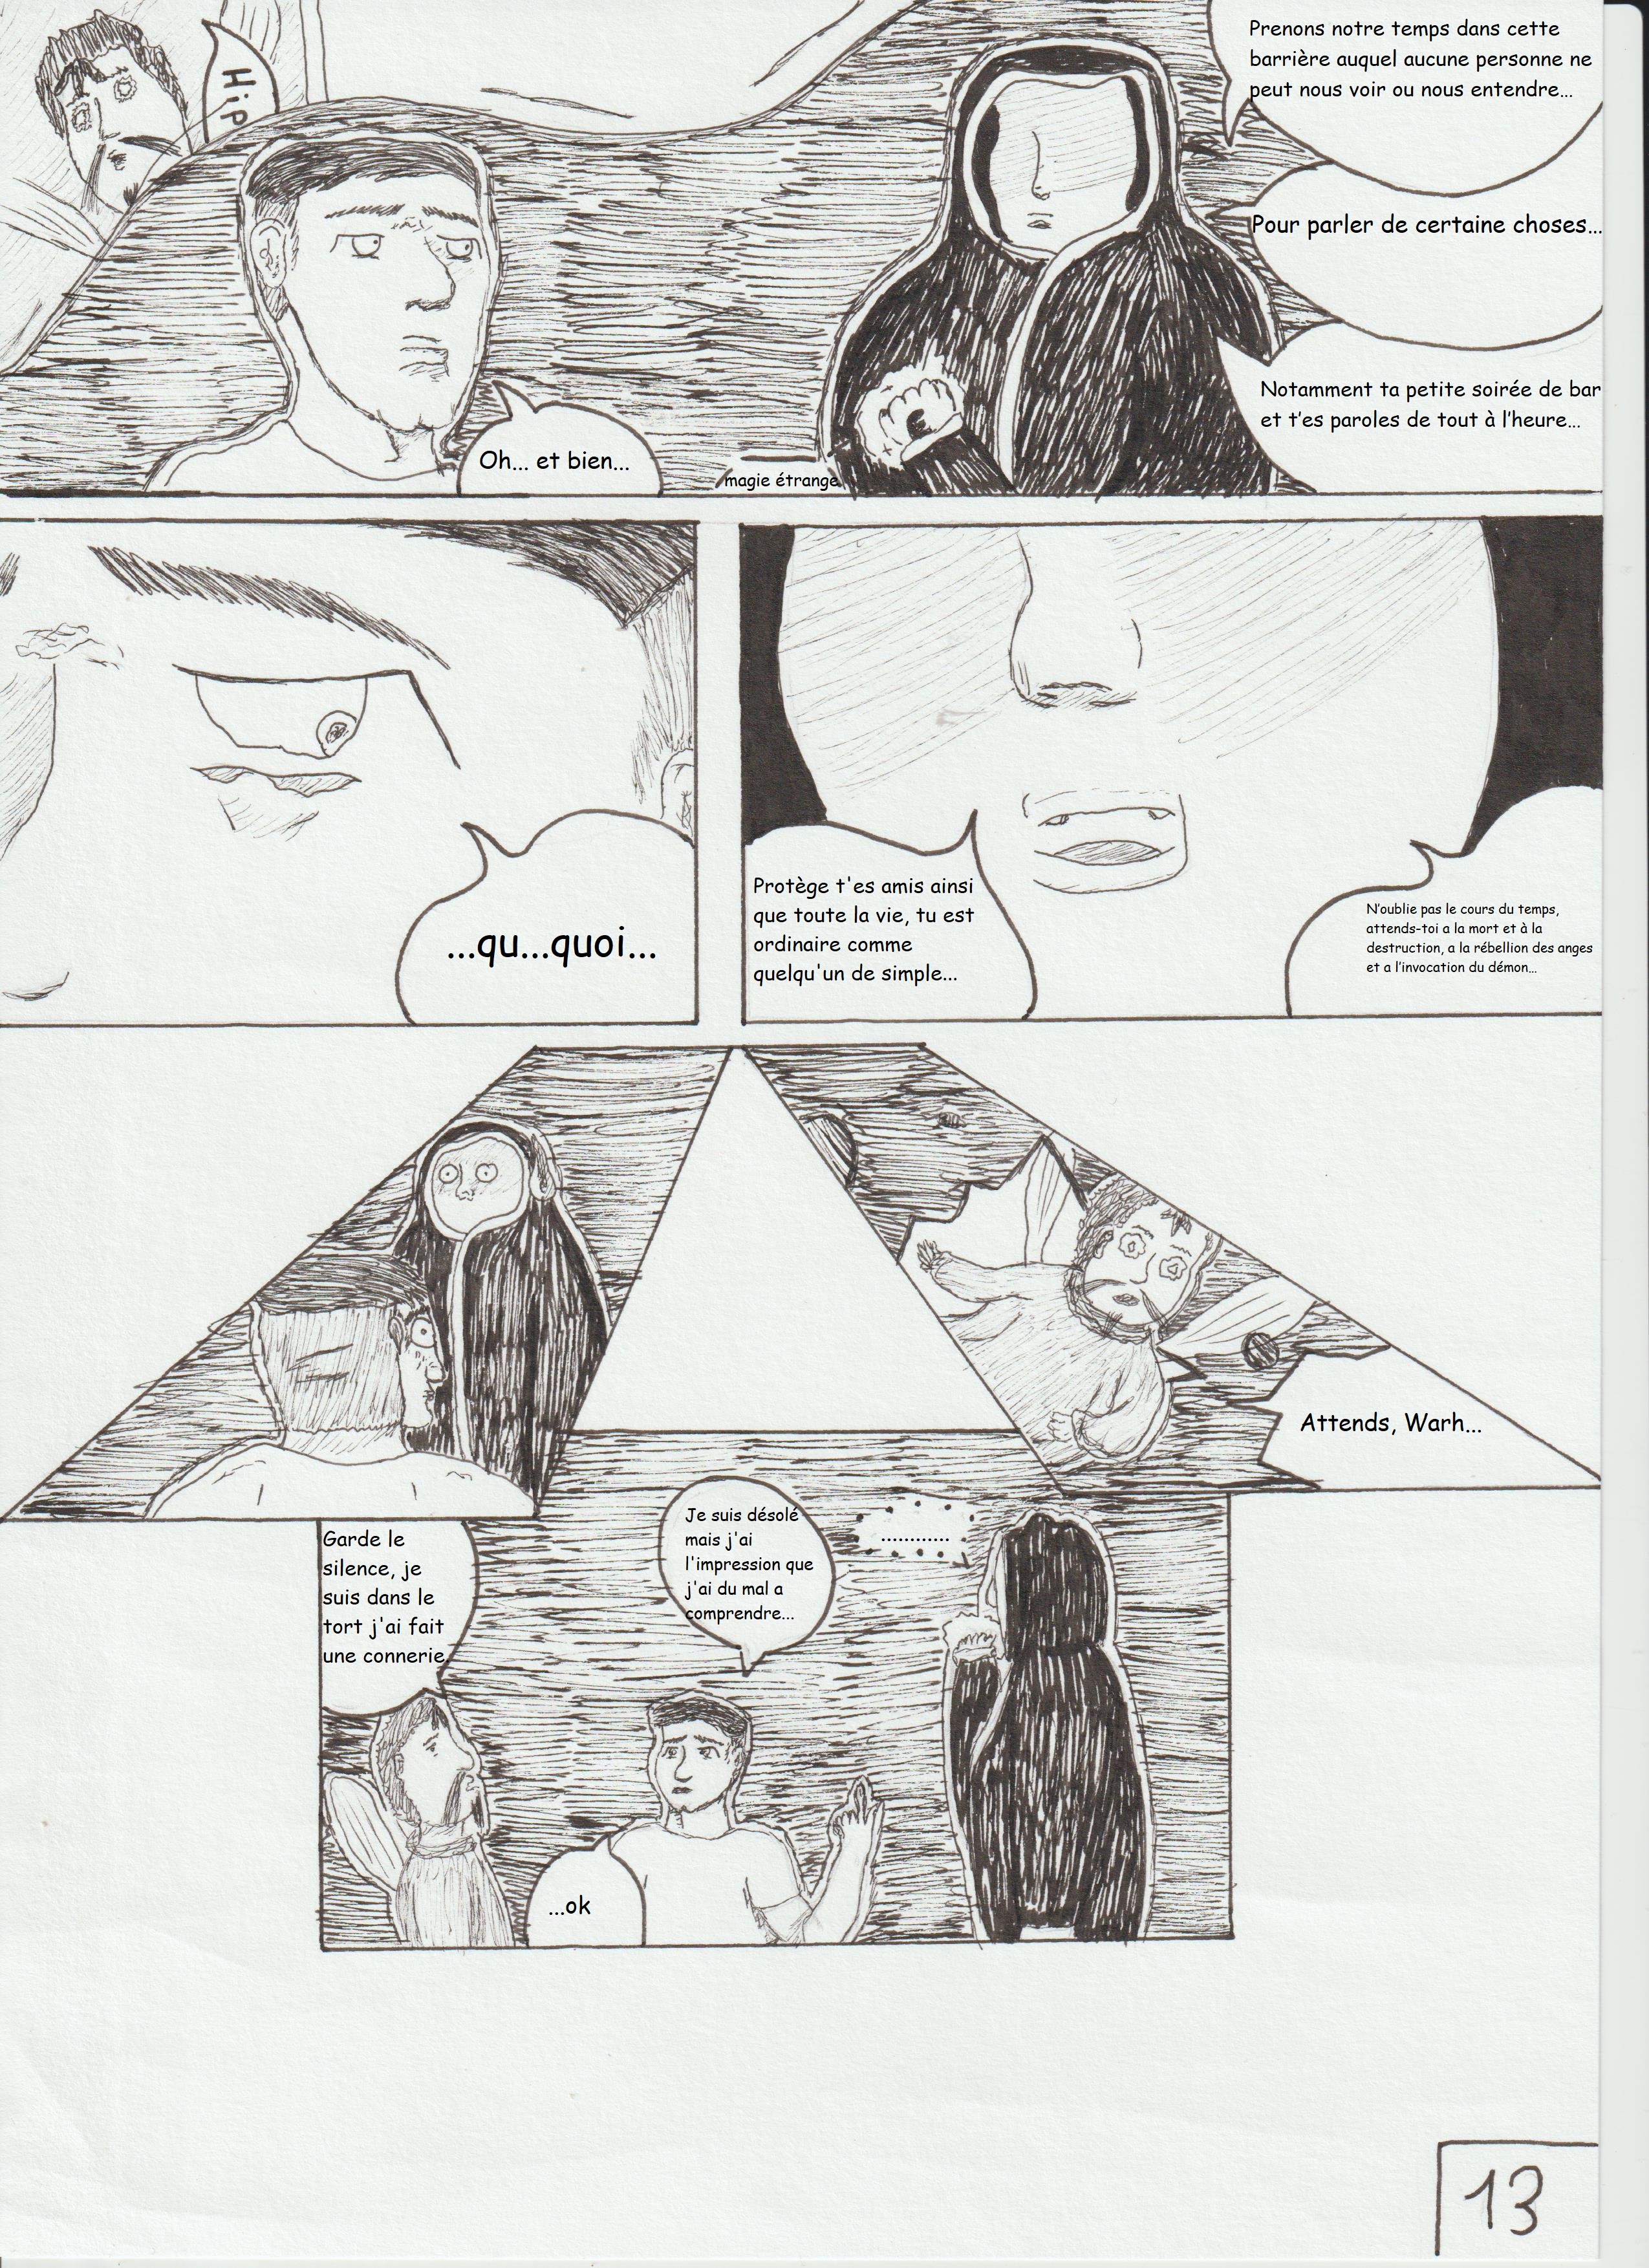 Hip
Prenons notre temps dans cette
barrière auquel aucune personne ne
peut nous voir ou nous entendre...
Pour parler de certaine choses...
Notamment ta petite soirée de bar
et t'es paroles de tout à l'heure...
Oh... et bien...
magie étrange
...qu...quoi...
Protège t'es amis ainsi
que toute la vie, tu est
ordinaire comme
quelqu'un de simple...
N'oublie pas le cours du temps,
attends-toi a la mort et à la
destruction, a la rébellion des anges
et a l'invocation du démon...
Attends, Warh...
Garde le
silence, je
suis dans le
tort j'ai fait
une connerie
Je suis désolé
mais j'ai
l'impression que
j'ai du mal a
comprendre...
............
...ok
13